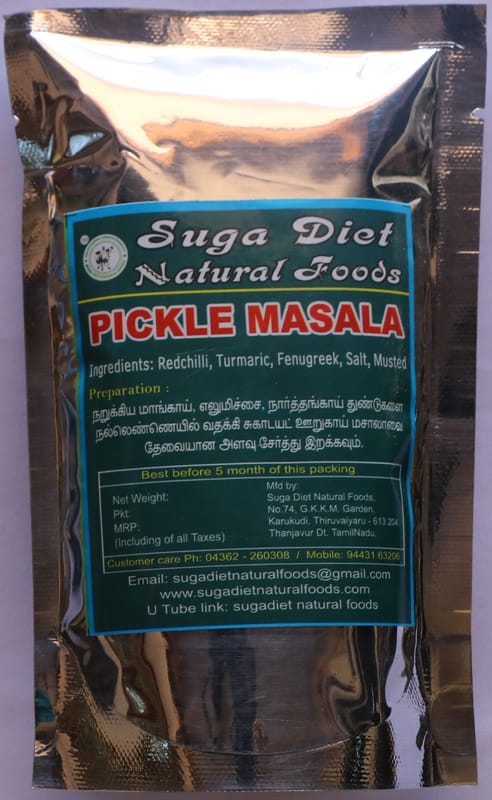 Suga Diet
Natural Foods
PICKLE MASALA
Ingredients: Redchilli, Turmaric, Fenugreek, Salt, Musted
Preparation :
நறுக்கிய மாங்காய், எலுமிச்சை, நார்த்தங்காய் துண்டுகளை
நல்லெண்ணெயில் வதக்கி சுகாடயட் ஊறுகாய் மசாலாவை
தேவையான அளவு சேர்த்து இறக்கவும்.
Best before 5 month of this packing
Net Weight:
Pkt:
MRP:
(Including of all Taxes)
Mfd by:
Suga Diet Natural Foods,
No.74, G.K.K.M. Garden,
Karukudi, Thiruvaiyaru - 613 204
Thanjavur Dt. TamilNadu.
Customer care Ph: 04362 - 260308 / Mobile: 94431 63206
Email: sugadietnaturalfoods@gmail.com
www.sugadietnaturalfoods.com
U Tube link: sugadiet natural foods